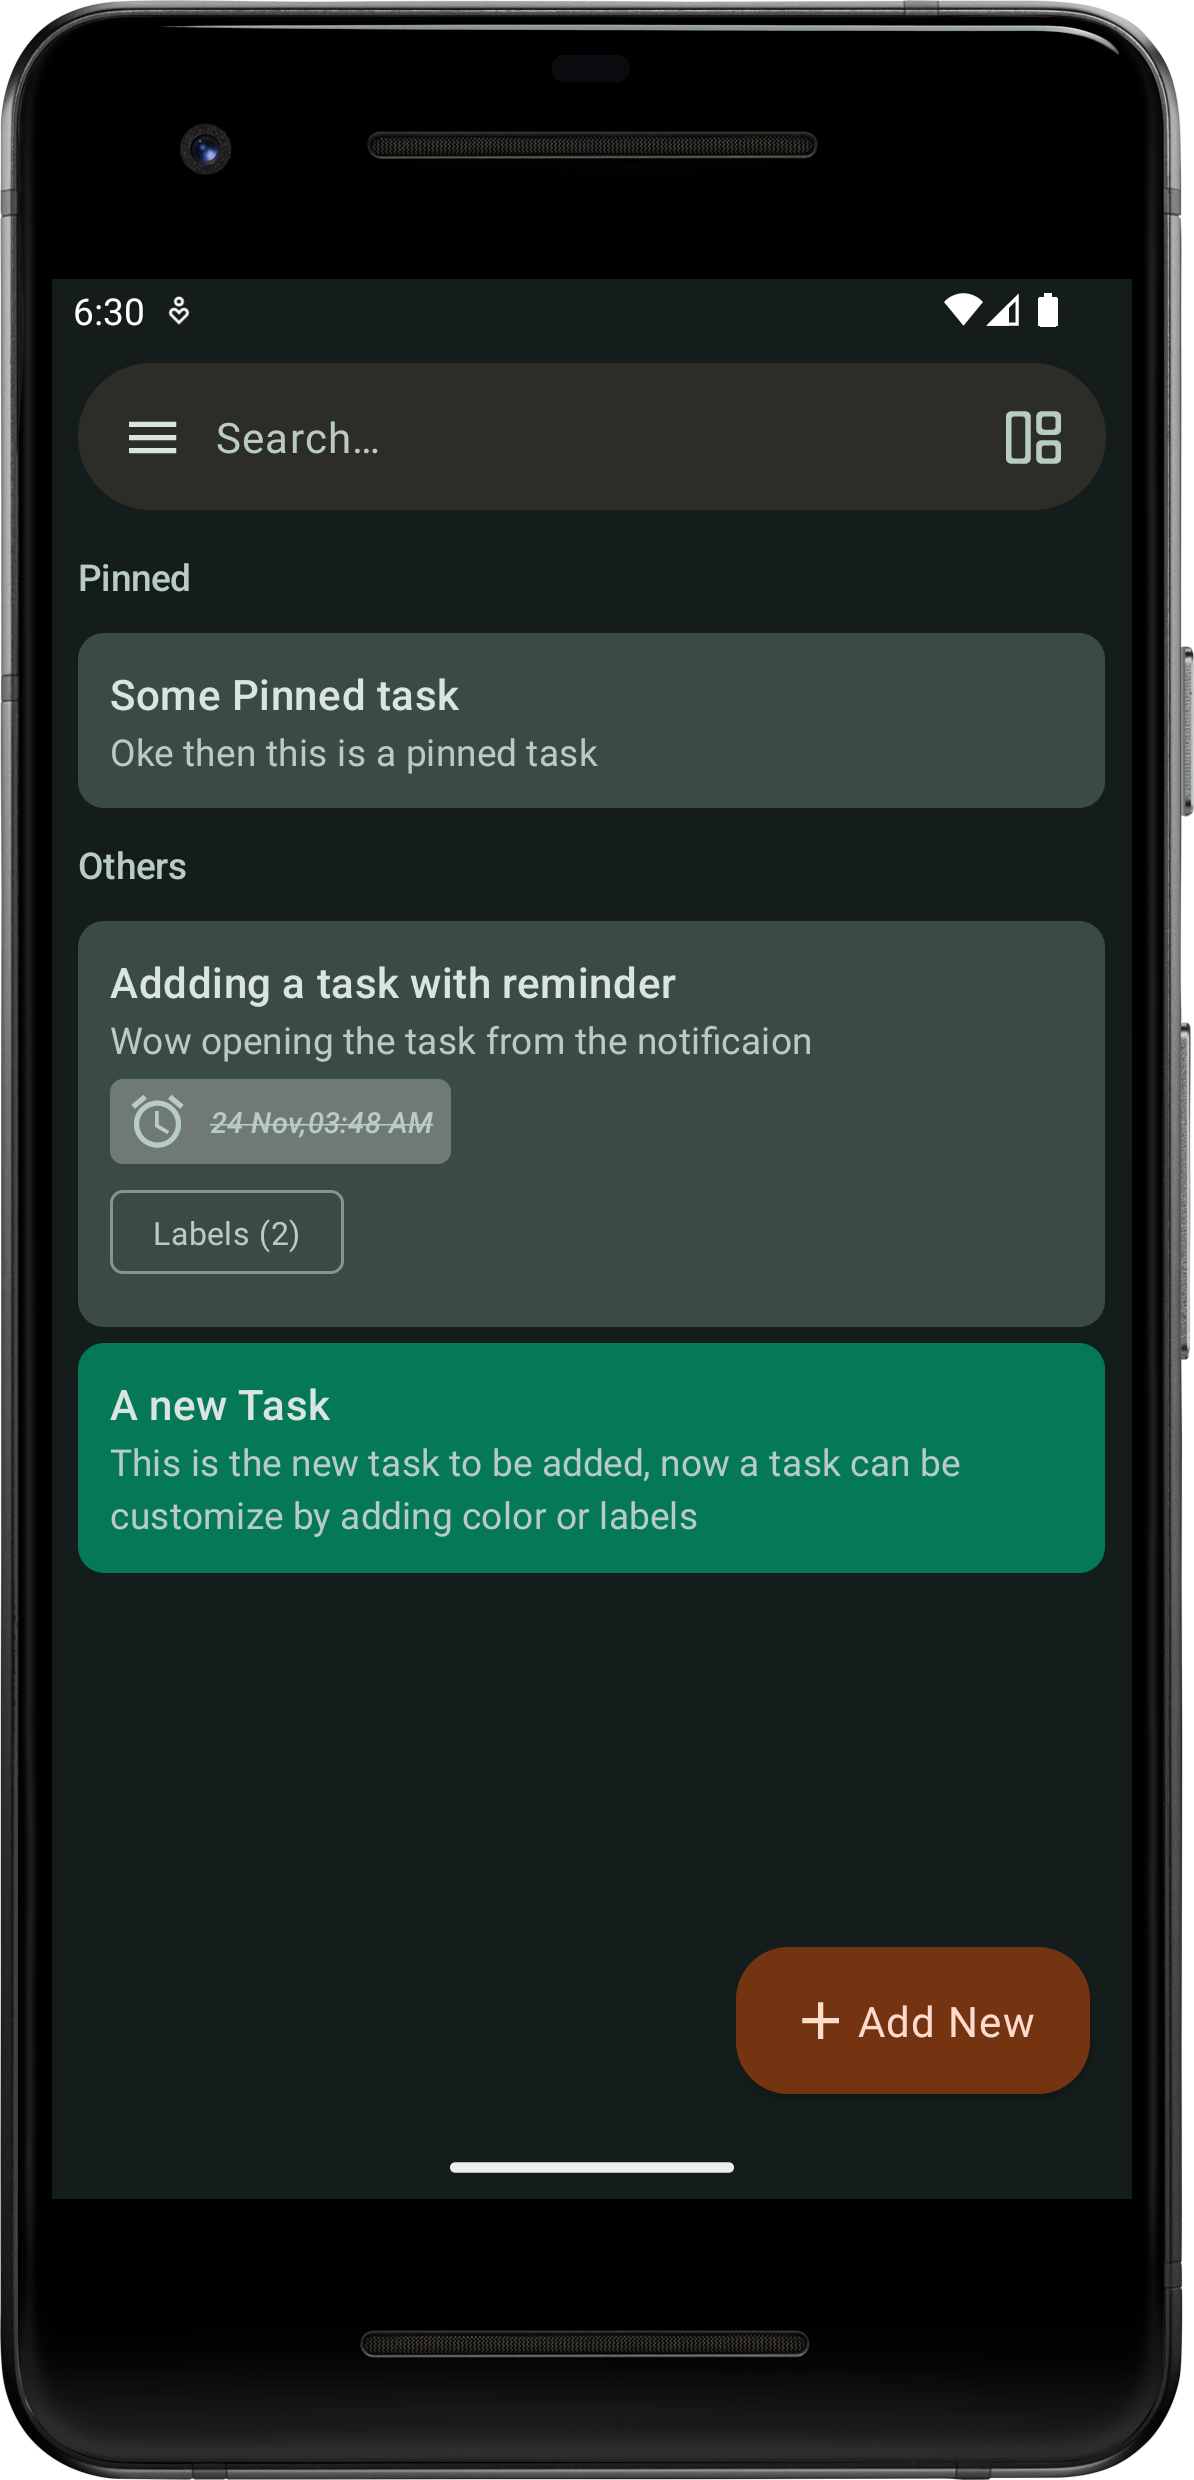 6:30
Search...
Pinned
Some Pinned task
Oke then this is a pinned task
Others
Addding a task with reminder
Wow opening the task from the notificaion
24 Nov,03:48 AM
Labels (2)
A new Task
This is the new task to be added, now a task can be
customize by adding color or labels
+ Add New